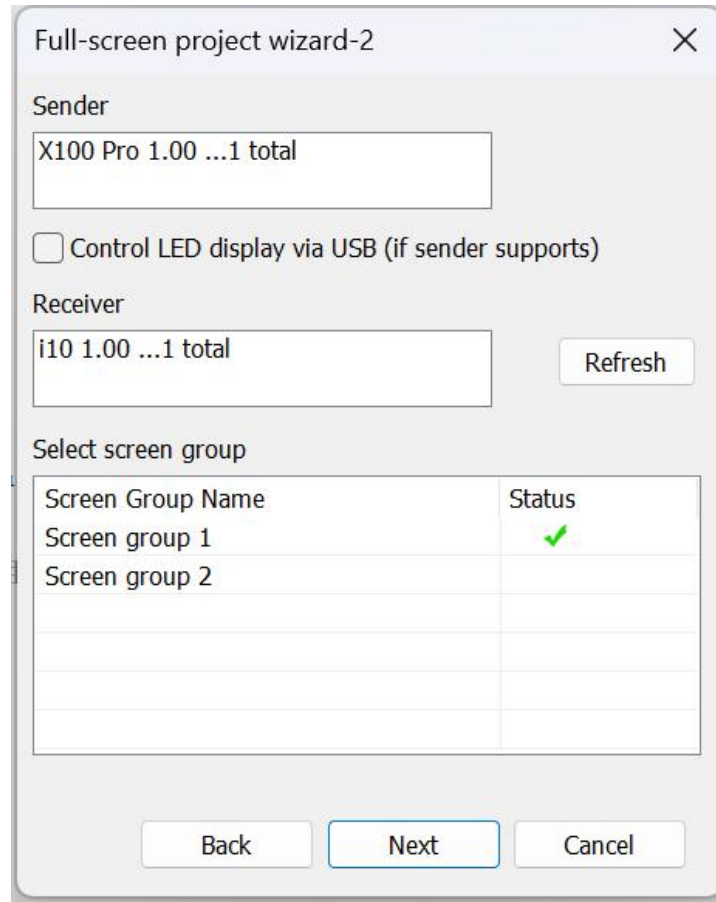 Full-screen project wizard-2
Sender
X100 Pro 1.00 ...1 total
Control LED display via USB (if sender supports)
Receiver
i10 1.00 ...1 total
Refresh
Select screen group
Screen Group Name Status
Screen group 1
Screen group 2
Back Next Cancel